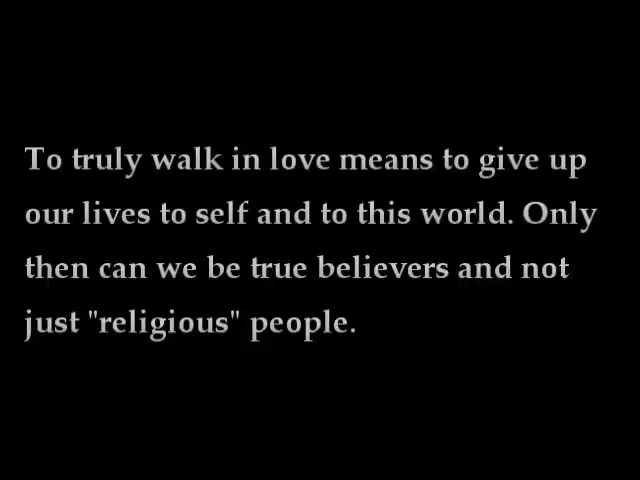 To truly walk in love means to give up
our lives to self and to this world. Only
then can we be true believers and not
just "religious" people.